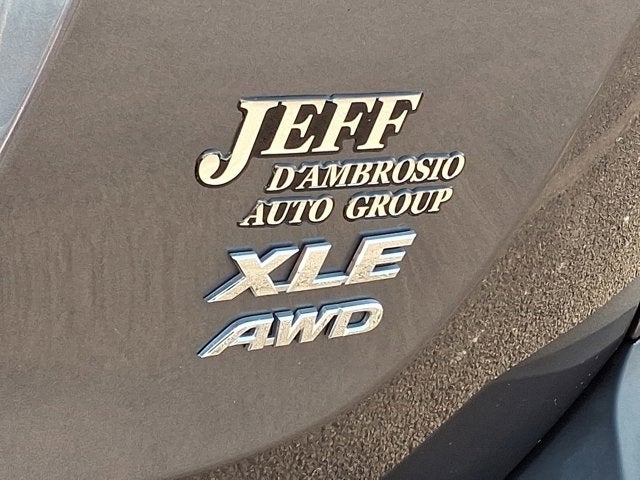 JEFF
D'AMBROSIO
AUTO GROUP
XLE
AWD